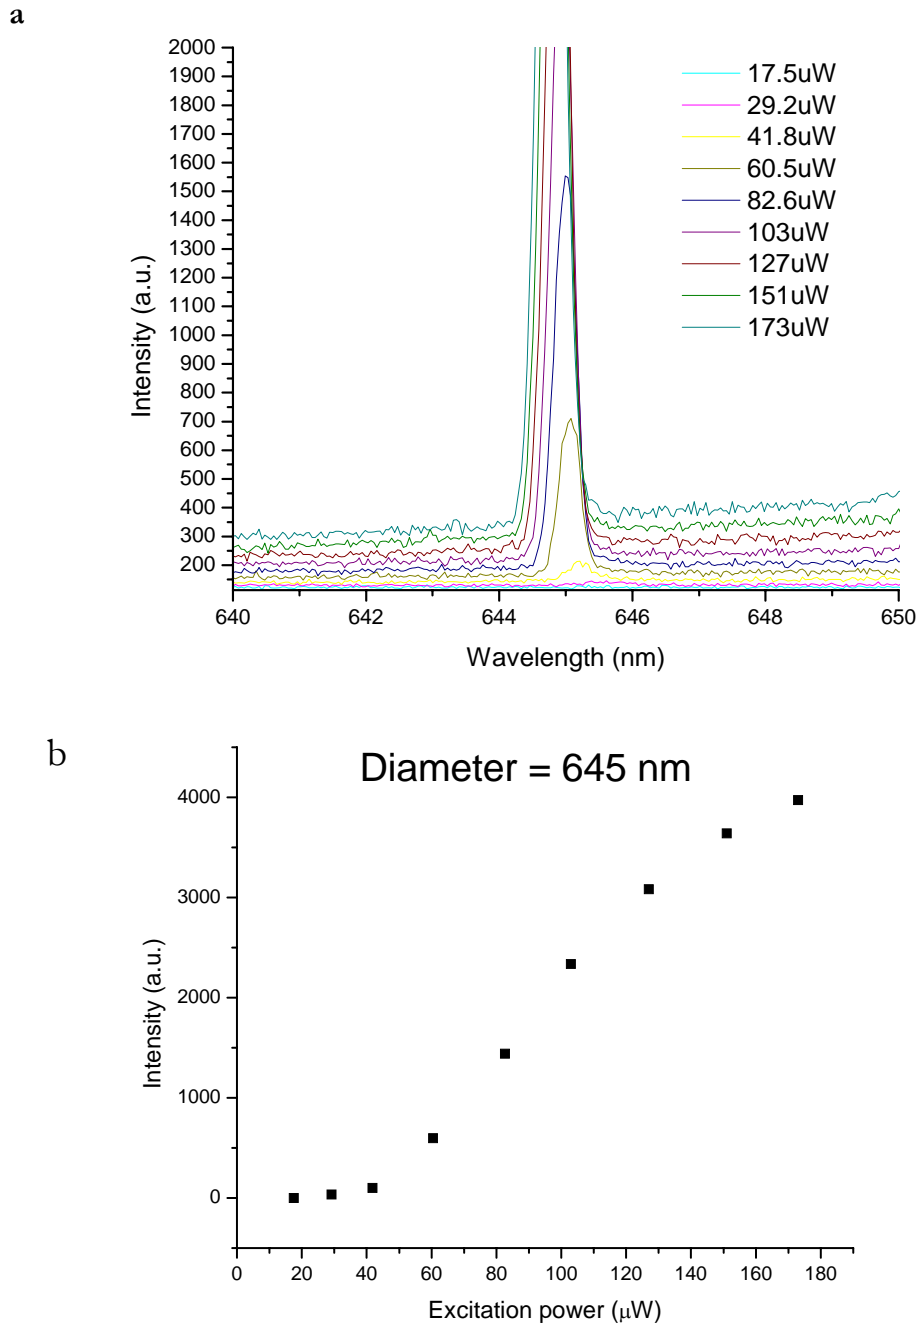 a
2000
1900
1800
1700
1600
1500
1400
1300
1200
1100
1000
900
800
700
600
500
400
300
200
Intensity (a.u.)
17.5uW
29.2uW
41.8uW
60.5uW
82.6uW
103uW
127uW
151uW
173uW
640 642 644 646 648 650
Wavelength (nm)
b
Diameter = 645 nm
4000
3000
2000
1000
0
Intensity (a.u.)
0 20 40 60 80 100 120 140 160 180
Excitation power (μW)